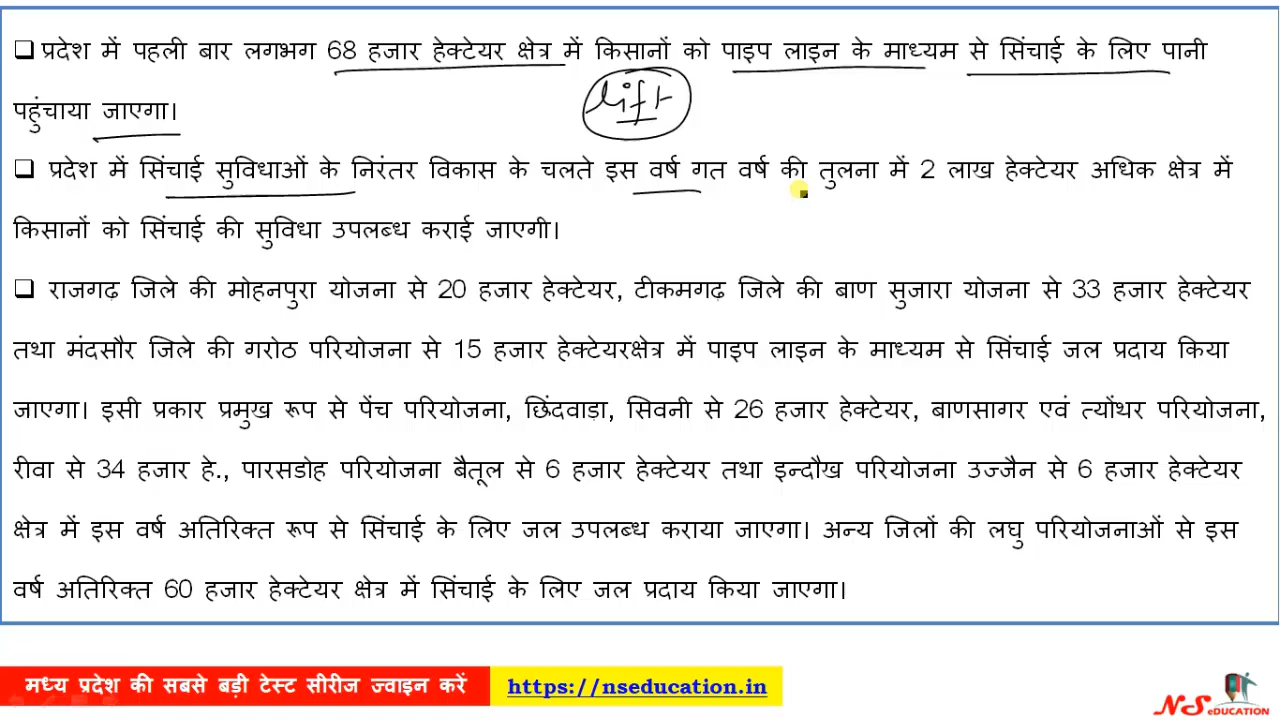 ❑ प्रदेश में पहली बार लगभग 68 हजार हेक्टेयर क्षेत्र में किसानों को पाइप लाइन के माध्यम से सिंचाई के लिए पानी
पहुंचाया जाएगा।
lift
❑ प्रदेश में सिंचाई सुविधाओं के निरंतर विकास के चलते इस वर्ष गत वर्ष की तुलना में 2 लाख हेक्टेयर अधिक क्षेत्र में
किसानों को सिंचाई की सुविधा उपलब्ध कराई जाएगी।
❑ राजगढ़ जिले की मोहनपुरा योजना से 20 हजार हेक्टेयर, टीकमगढ़ जिले की बाण सुजारा योजना से 33 हजार हेक्टेयर
तथा मंदसौर जिले की गरोठ परियोजना से 15 हजार हेक्टेयरक्षेत्र में पाइप लाइन के माध्यम से सिंचाई जल प्रदाय किया
जाएगा। इसी प्रकार प्रमुख रूप से पेंच परियोजना, छिंदवाड़ा, सिवनी से 26 हजार हेक्टेयर, बाणसागर एवं त्योंथर परियोजना,
रीवा से 34 हजार हे., पारसडोह परियोजना बैतूल से 6 हजार हेक्टेयर तथा इन्दौख परियोजना उज्जैन से 6 हजार हेक्टेयर
क्षेत्र में इस वर्ष अतिरिक्त रूप से सिंचाई के लिए जल उपलब्ध कराया जाएगा। अन्य जिलों की लघु परियोजनाओं से इस
वर्ष अतिरिक्त 60 हजार हेक्टेयर क्षेत्र में सिंचाई के लिए जल प्रदाय किया जाएगा।
मध्य प्रदेश की सबसे बड़ी टेस्ट सीरीज ज्वाइन करें
https://nseducation.in
NS EDUCATION